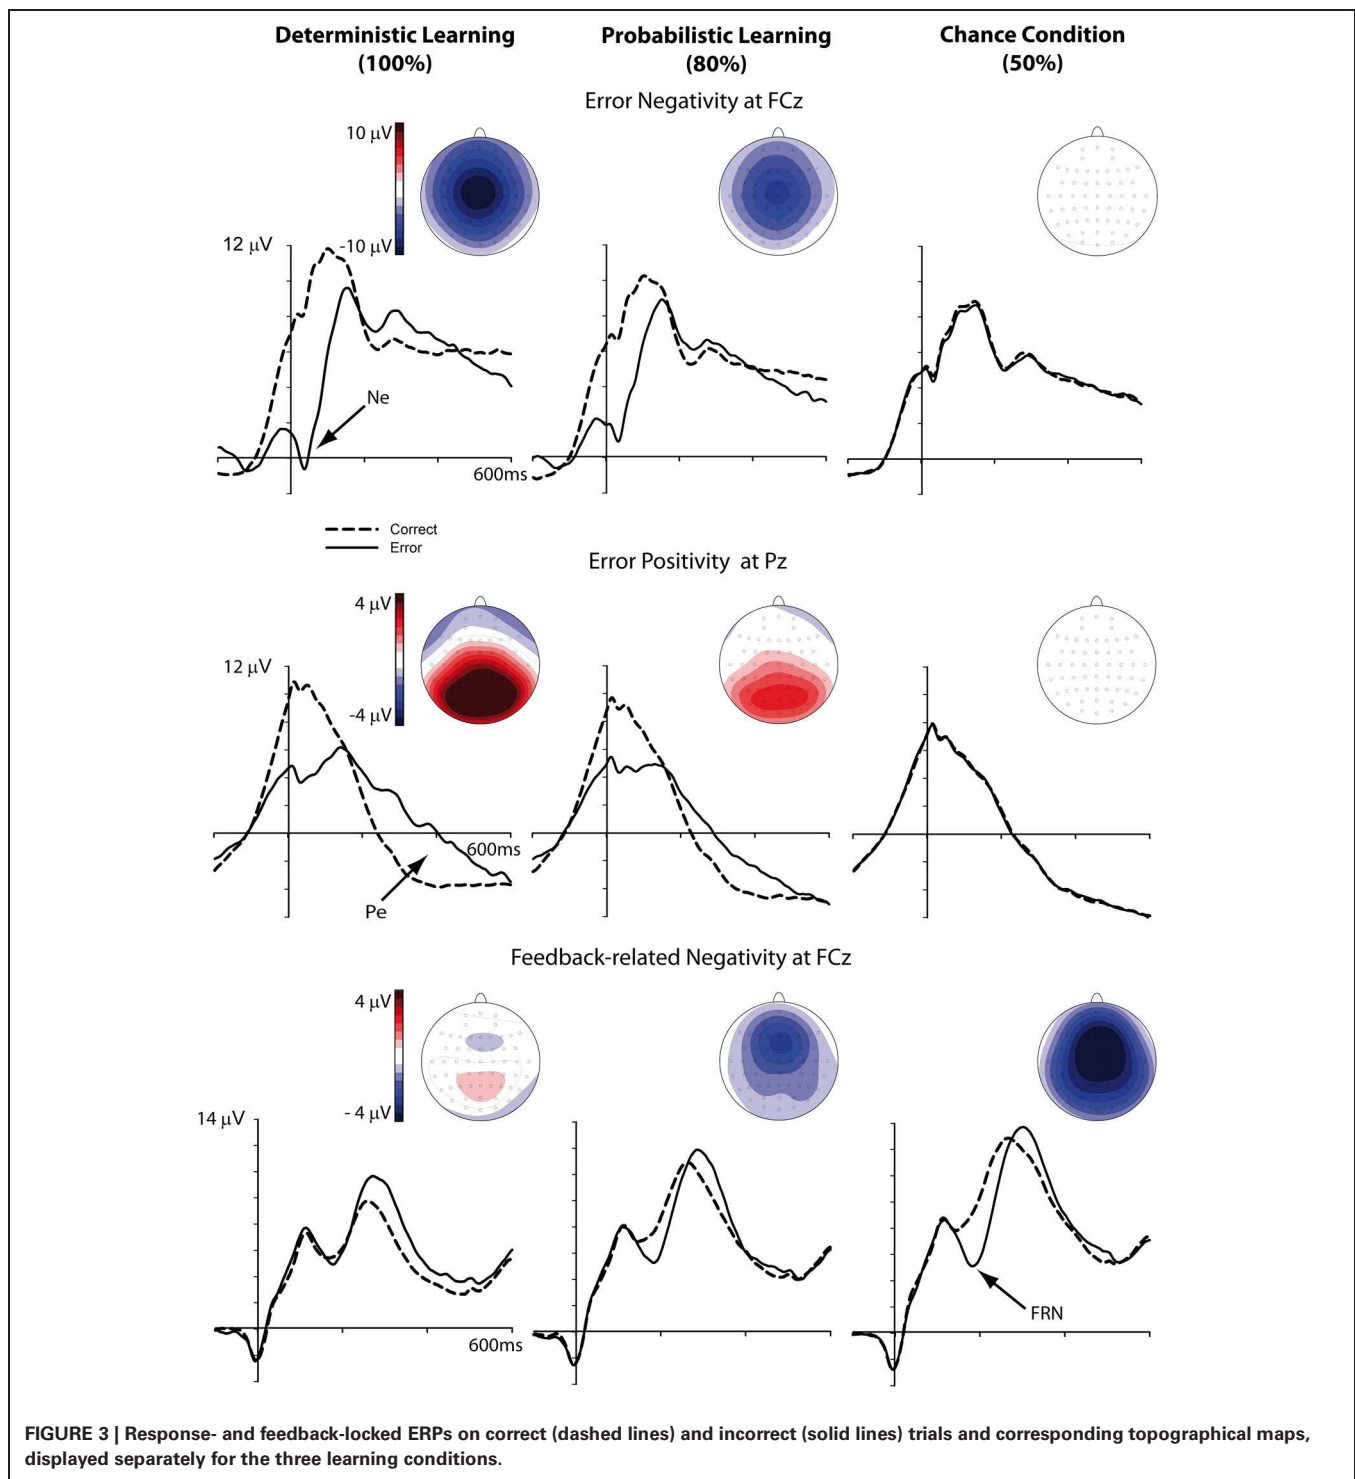 Deterministic Learning Probabilistic Learning Chance Condition
(100%) (80%) (50%)
Error Negativity at FCz
10 µV
-10 µV
12 µV
Ne
600ms
Correct
Error
Error Positivity at Pz
4 µV
-4 µV
12 µV
600ms
Pe
Feedback-related Negativity at FCz
4 µV
- 4 µV
14 µV
FRN
600ms
FIGURE 3 | Response- and feedback-locked ERPs on correct (dashed lines) and incorrect (solid lines) trials and corresponding topographical maps,
displayed separately for the three learning conditions.